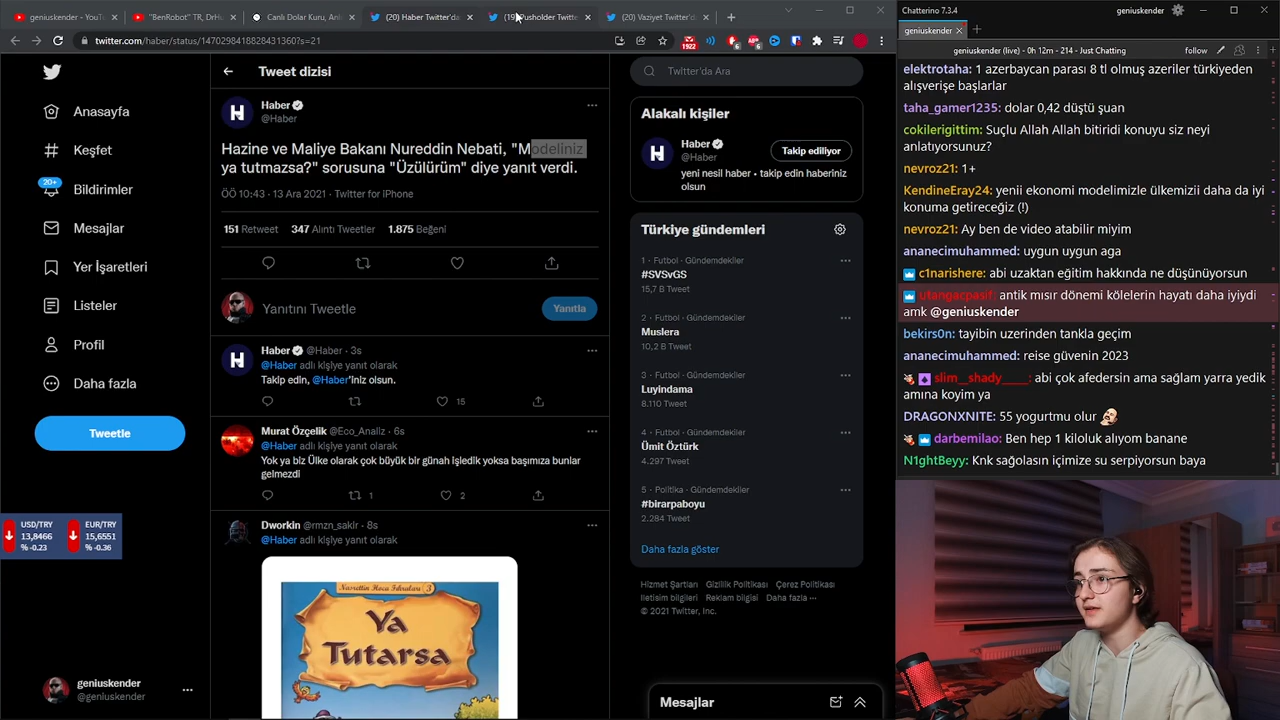 geniuskender - YouT
"BenRobot" TR, DrHu
Canlı Dolar Kuru, An
(20) Haber Twitter'da
(19) Pusholder Twitte
(20) Vaziyet Twitter'd
twitter.com/haber/status/1470298418828431360?s=21
1922
Anasayfa
Keşfet
20+
Bildirimler
Mesajlar
Yer İşaretleri
Listeler
Profil
Daha fazla
Tweetle
USD/TRY
13,8466
% -0.23
EUR/TRY
15,6551
% -0.36
geniuskender
@geniuskender
Tweet dizisi
Haber
@Haber
Hazine ve Maliye Bakanı Nureddin Nebati, "Modeliniz
ya tutmazsa?" sorusuna "Üzülürüm" diye yanıt verdi.
ÖÖ 10:43 · 13 Ara 2021 · Twitter for iPhone
151 Retweet 347 Alıntı Tweetler 1.875 Beğeni
Yanıtını Tweetle
Yanıtla
Haber @Haber · 3s
@Haber adlı kişiye yanıt olarak
Takip edin, @Haber'iniz olsun.
15
Murat Özçelik @Eco_Analiz · 6s
@Haber adlı kişiye yanıt olarak
Yok ya biz Ülke olarak çok büyük bir günah işledik yoksa başımıza bunlar
gelmezdi
1 2
Dworkin @rmzn_sakir · 8s
@Haber adlı kişiye yanıt olarak
Nasrettin Hoca Fıkraları 3
Ya
Tutarsa
Twitter'da Ara
Alakalı kişiler
Haber
@Haber
Takip ediliyor
yeni nesil haber • takip edin haberiniz
olsun
Türkiye gündemleri
1 · Futbol · Gündemdekiler
#SVSvGS
15,7 B Tweet
2 · Futbol · Gündemdekiler
Muslera
10,2 B Tweet
3 · Futbol · Gündemdekiler
Luyindama
8.110 Tweet
4 · Futbol · Gündemdekiler
Ümit Öztürk
4.297 Tweet
5 · Politika · Gündemdekiler
#birarpaboyu
2.284 Tweet
Daha fazla göster
Hizmet Şartları Gizlilik Politikası Çerez Politikası
İletişim bilgileri Reklam bilgisi Daha fazla ···
© 2021 Twitter, Inc.
Mesajlar
Chatterino 7.3.4
geniuskender
geniuskender
geniuskender (live) - 0h 12m - 214 - Just Chatting
follow
elektrotaha: 1 azerbaycan parası 8 tl olmuş azeriler türkiyeden
alışverişe başlarlar
taha_gamer1235: dolar 0,42 düştü şuan
cokilerigittim: Suçlu Allah Allah bitiridi konuyu siz neyi
anlatıyorsunuz?
nevroz21: 1+
KendineEray24: yenii ekonomi modelimizle ülkemizii daha da iyi
konuma getireceğiz (!)
nevroz21: Ay ben de video atabilir miyim
ananecimuhammed: uygun uygun aga
c1narishere: abi uzaktan eğitim hakkında ne düşünüyorsun
utangacpasif: antik mısır dönemi kölelerin hayatı daha iyiydi
amk @geniuskender
bekirs0n: tayibin uzerinden tankla geçim
ananecimuhammed: reise güvenin 2023
slim__shady_____: abi çok afedersin ama sağlam yarra yedik
amina koyim ya
DRAGONXNITE: 55 yogurtmu olur
darbemilao: Ben hep 1 kiloluk alıyom banane
N1ghtBeyy: Knk sağolasın içimize su serpiyorsun baya